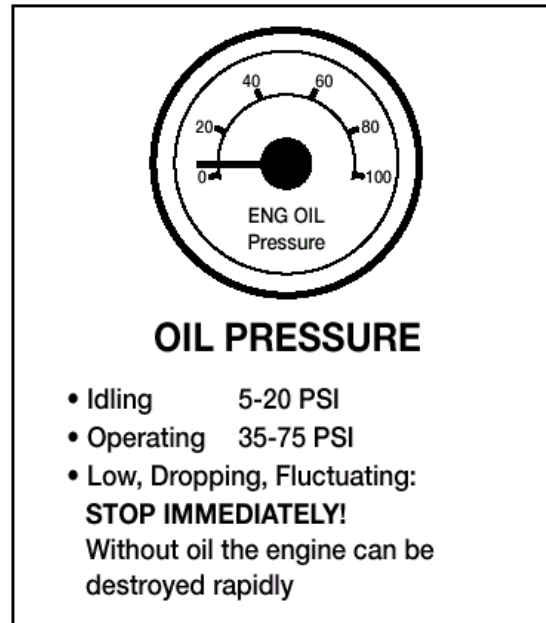 40 60
20 80
0 100
ENG OIL
Pressure
OIL PRESSURE
• Idling 5-20 PSI
• Operating 35-75 PSI
• Low, Dropping, Fluctuating:
STOP IMMEDIATELY!
Without oil the engine can be
destroyed rapidly